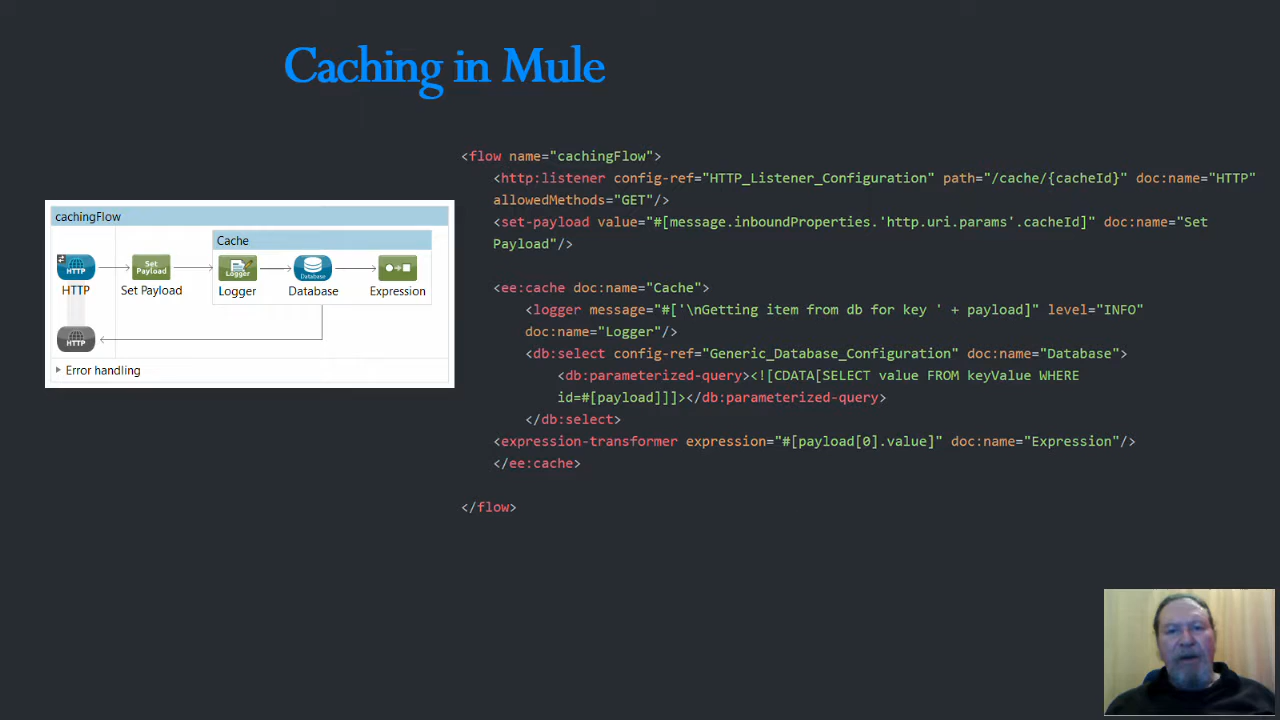 Caching in Mule
cachingFlow
Cache
HTTP
Set
Payload
Logger
Database
HTTP
Set Payload
Logger
Database
Expression
HTTP
Error handling
<flow name="cachingFlow">
<http:listener config-ref="HTTP_Listener_Configuration" path="/cache/{cacheId}" doc:name="HTTP"
allowedMethods="GET"/>
<set-payload value="#[message.inboundProperties.'http.uri.params'.cacheId]" doc:name="Set
Payload"/>
<ee:cache doc:name="Cache">
<logger message="#['\nGetting item from db for key ' + payload]" level="INFO"
doc:name="Logger"/>
<db:select config-ref="Generic_Database_Configuration" doc:name="Database">
<db:parameterized-query><![CDATA[SELECT value FROM keyValue WHERE
id=#[payload]]]></db:parameterized-query>
</db:select>
<expression-transformer expression="#[payload[0].value]" doc:name="Expression"/>
</ee:cache>
</flow>